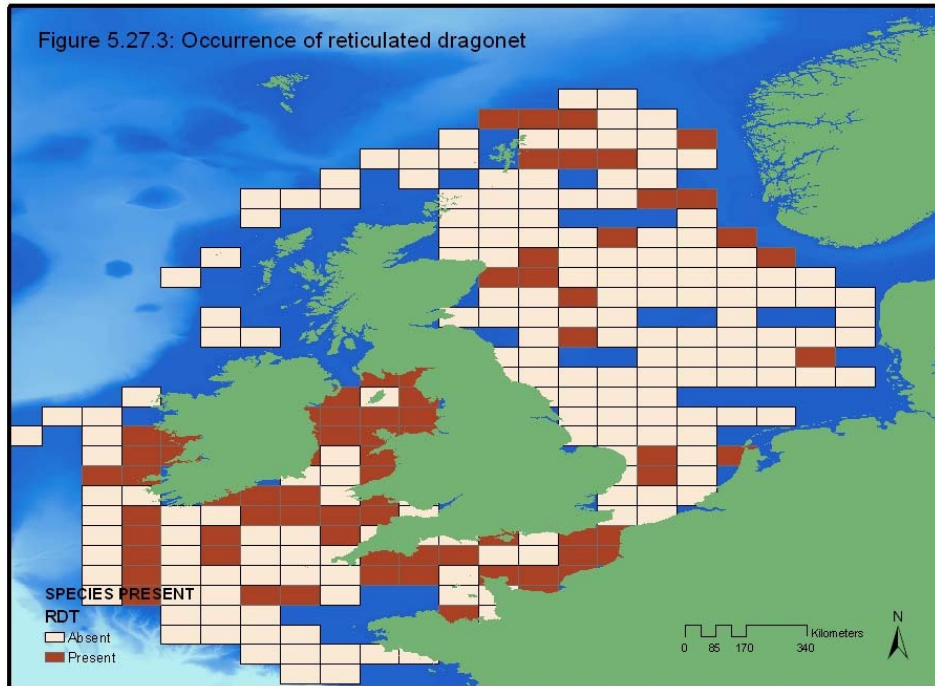 Figure 5.27.3: Occurrence of reticulated dragonet
SPECIES PRESENT
RDT
Absent
Present
N
Kilometers
0 85 170 340